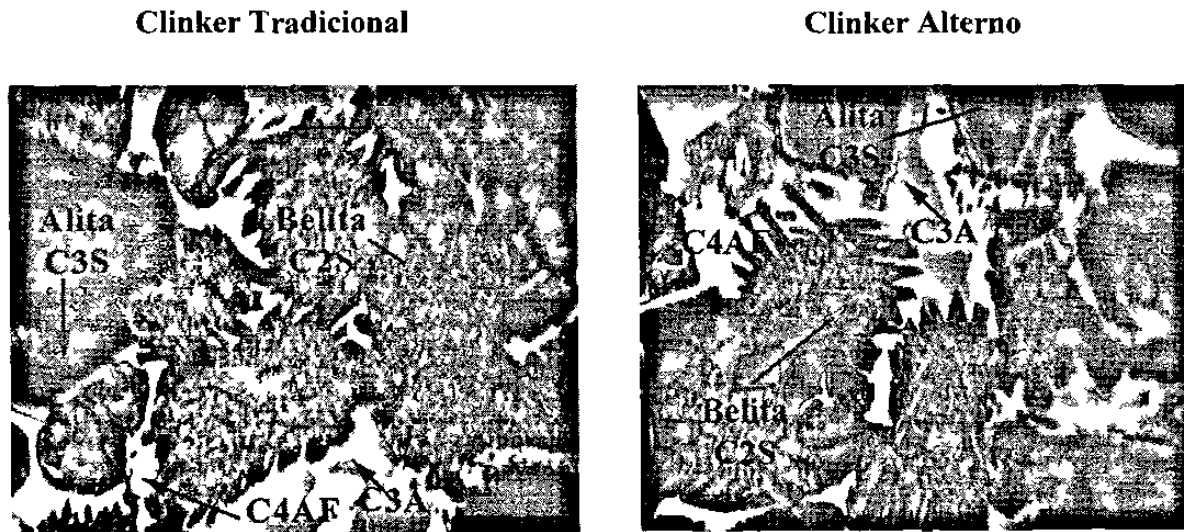 Clinker Tradicional
Clinker Alterno
Alita
C3S
Belita
C2S
C4AF
C3A
Alita
C3S
C4AF
C3A
Belita
C2S